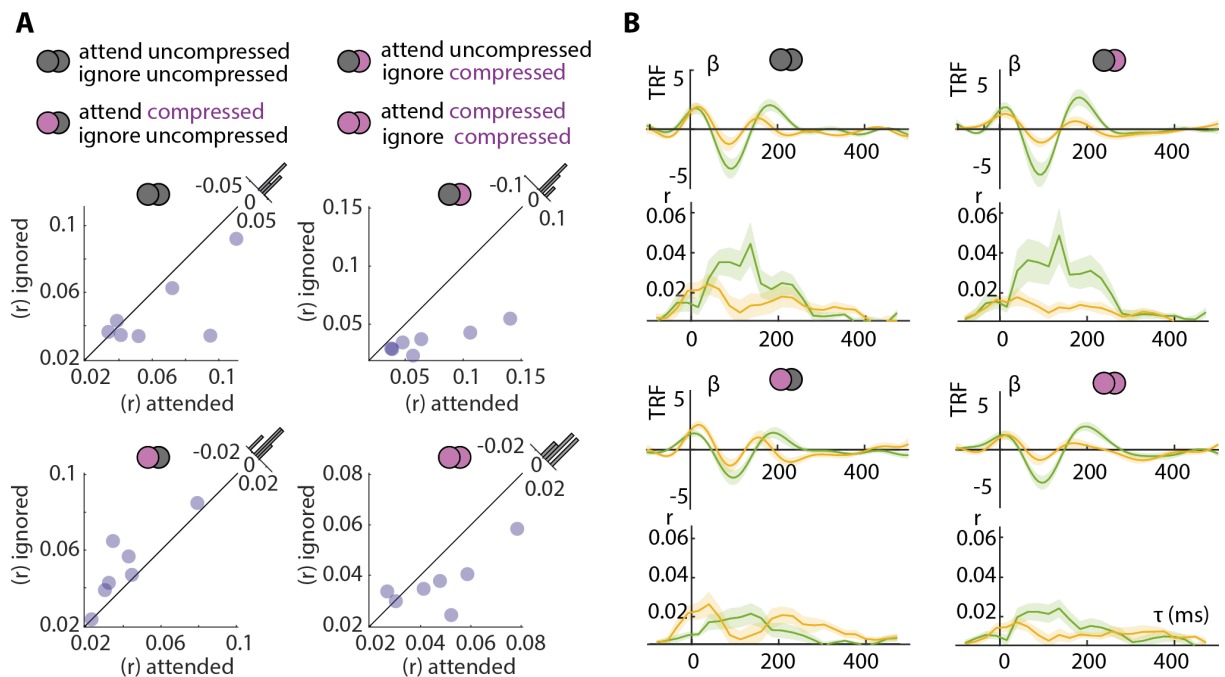 A
attend uncompressed
ignore uncompressed
attend uncompressed
ignore compressed
attend compressed
ignore uncompressed
attend compressed
ignore compressed
-0.05
0
0.05
0.1
0.06
0.02
(r) ignored
0.02
0.06
0.1
(r) attended
-0.1
0
0.1
0.15
0.1
0.05
(r) ignored
0.05
0.1
0.15
(r) attended
-0.02
0
0.02
0.1
0.06
0.02
(r) ignored
0.02
0.06
0.1
(r) attended
-0.02
0
0.02
0.08
0.06
0.04
0.02
(r) ignored
0.02
0.04
0.06
0.08
(r) attended
B
TRF
5
β
-5
200
400
r
0.06
0.04
0.02
0
200
400
TRF
5
β
-5
200
400
r
0.06
0.04
0.02
0
200
400
TRF
5
β
-5
200
400
r
0.06
0.04
0.02
0
200
400
TRF
5
β
-5
200
400
r
0.06
0.04
0.02
τ (ms)
0
200
400